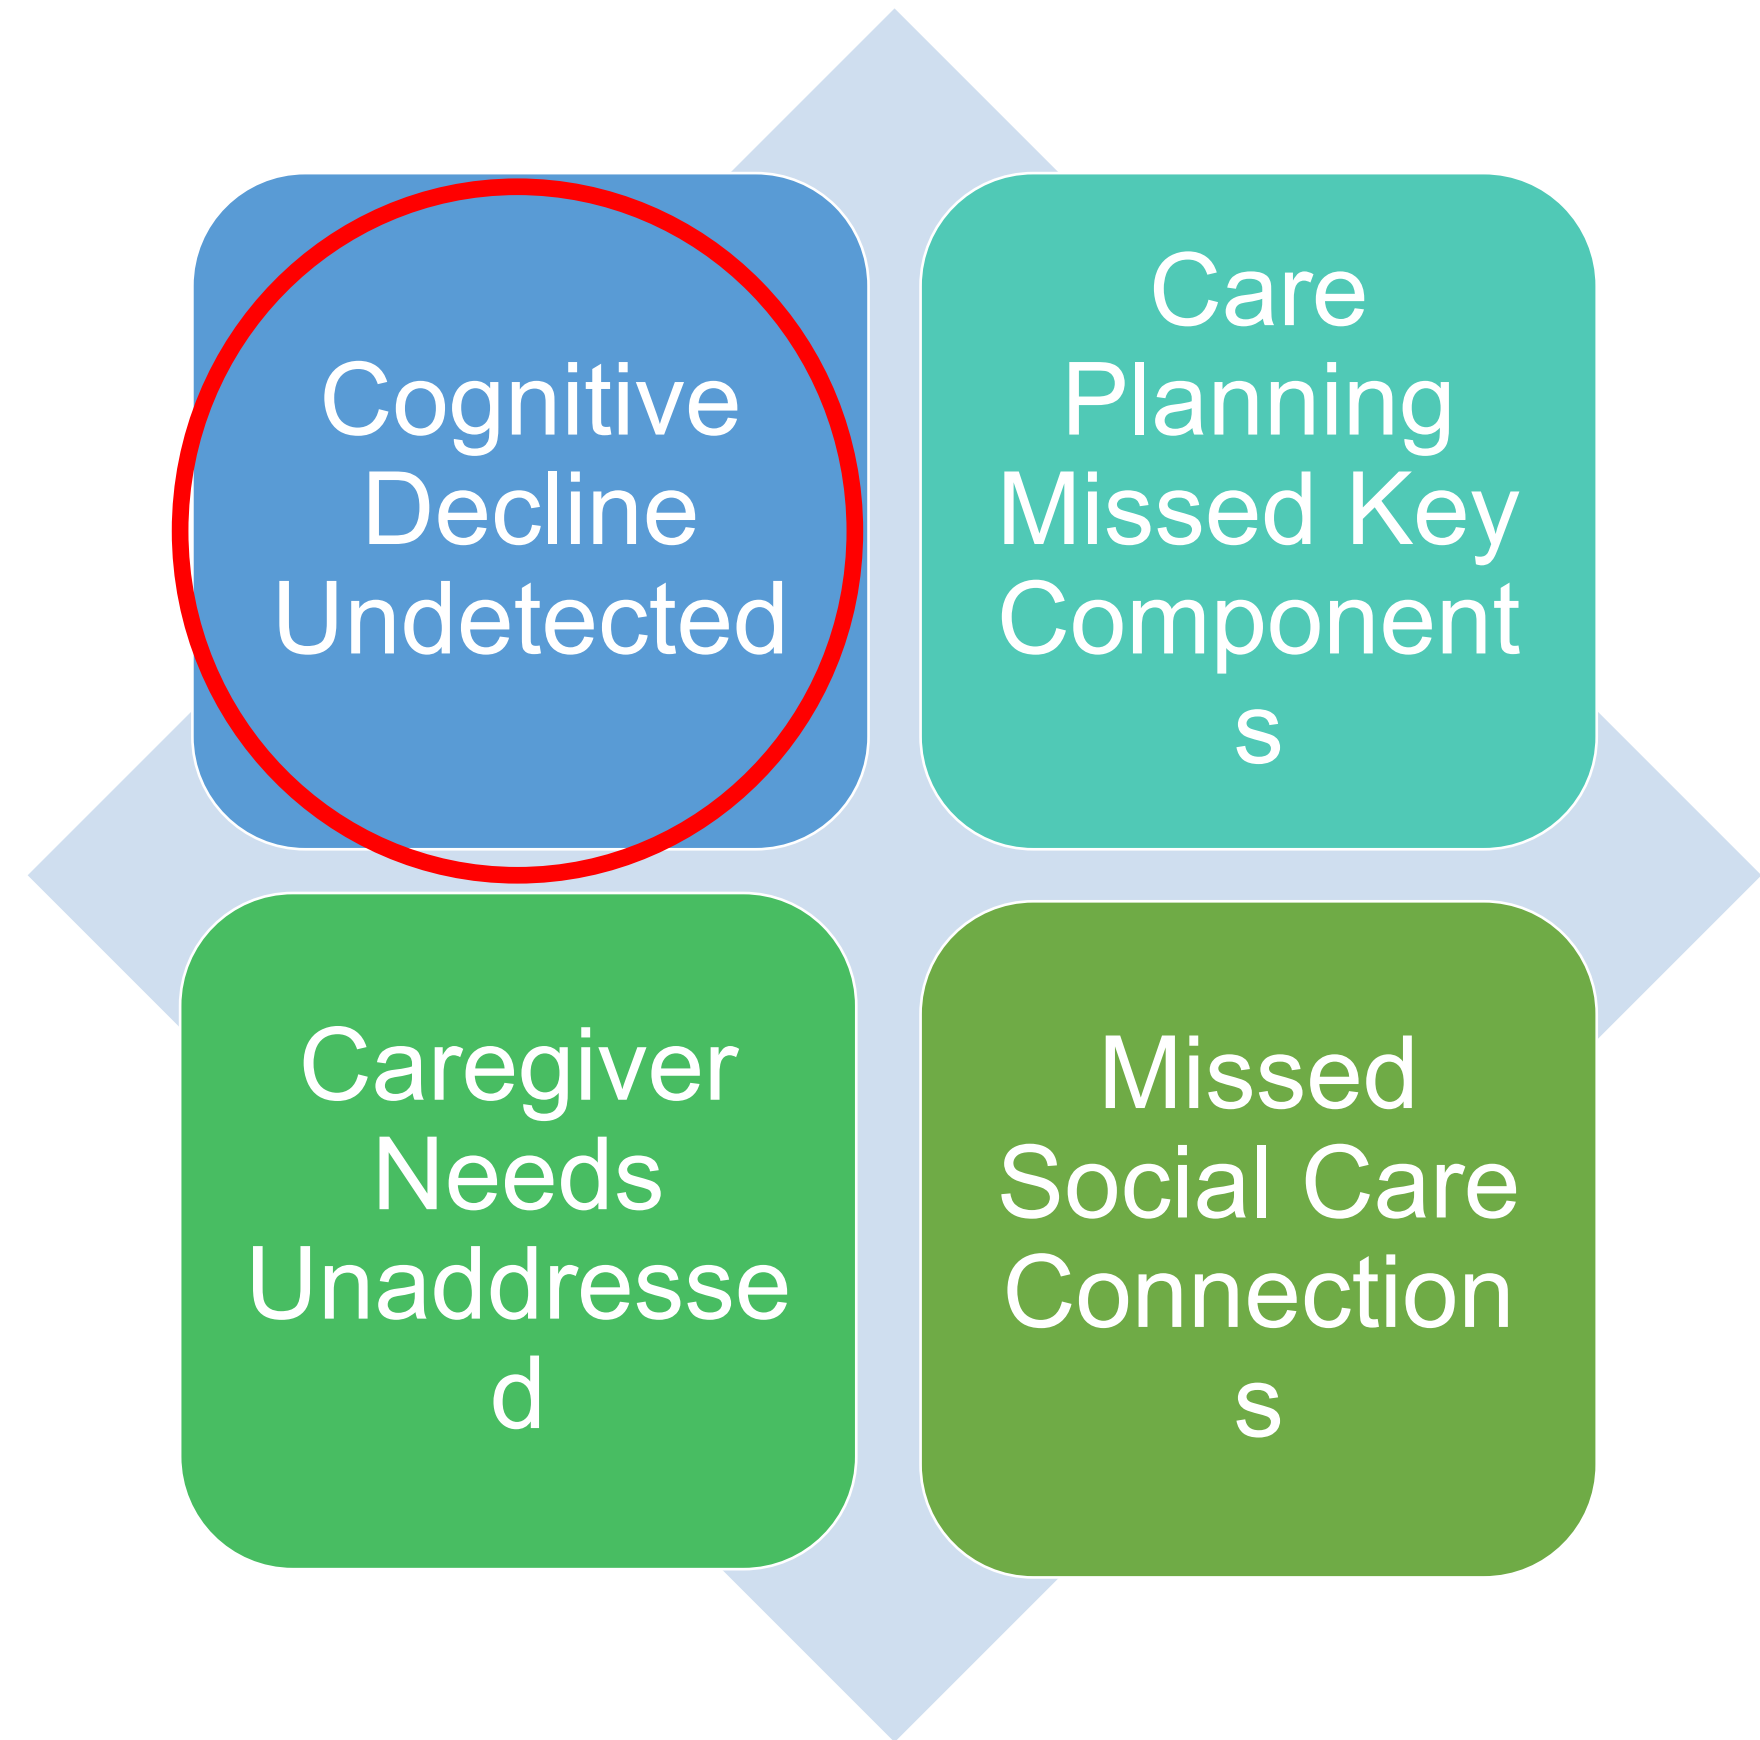 Cognitive
Decline
Undetected
Care
Planning
Missed Key
Component
s
Caregiver
Needs
Unaddresse
d
Missed
Social Care
Connection
s